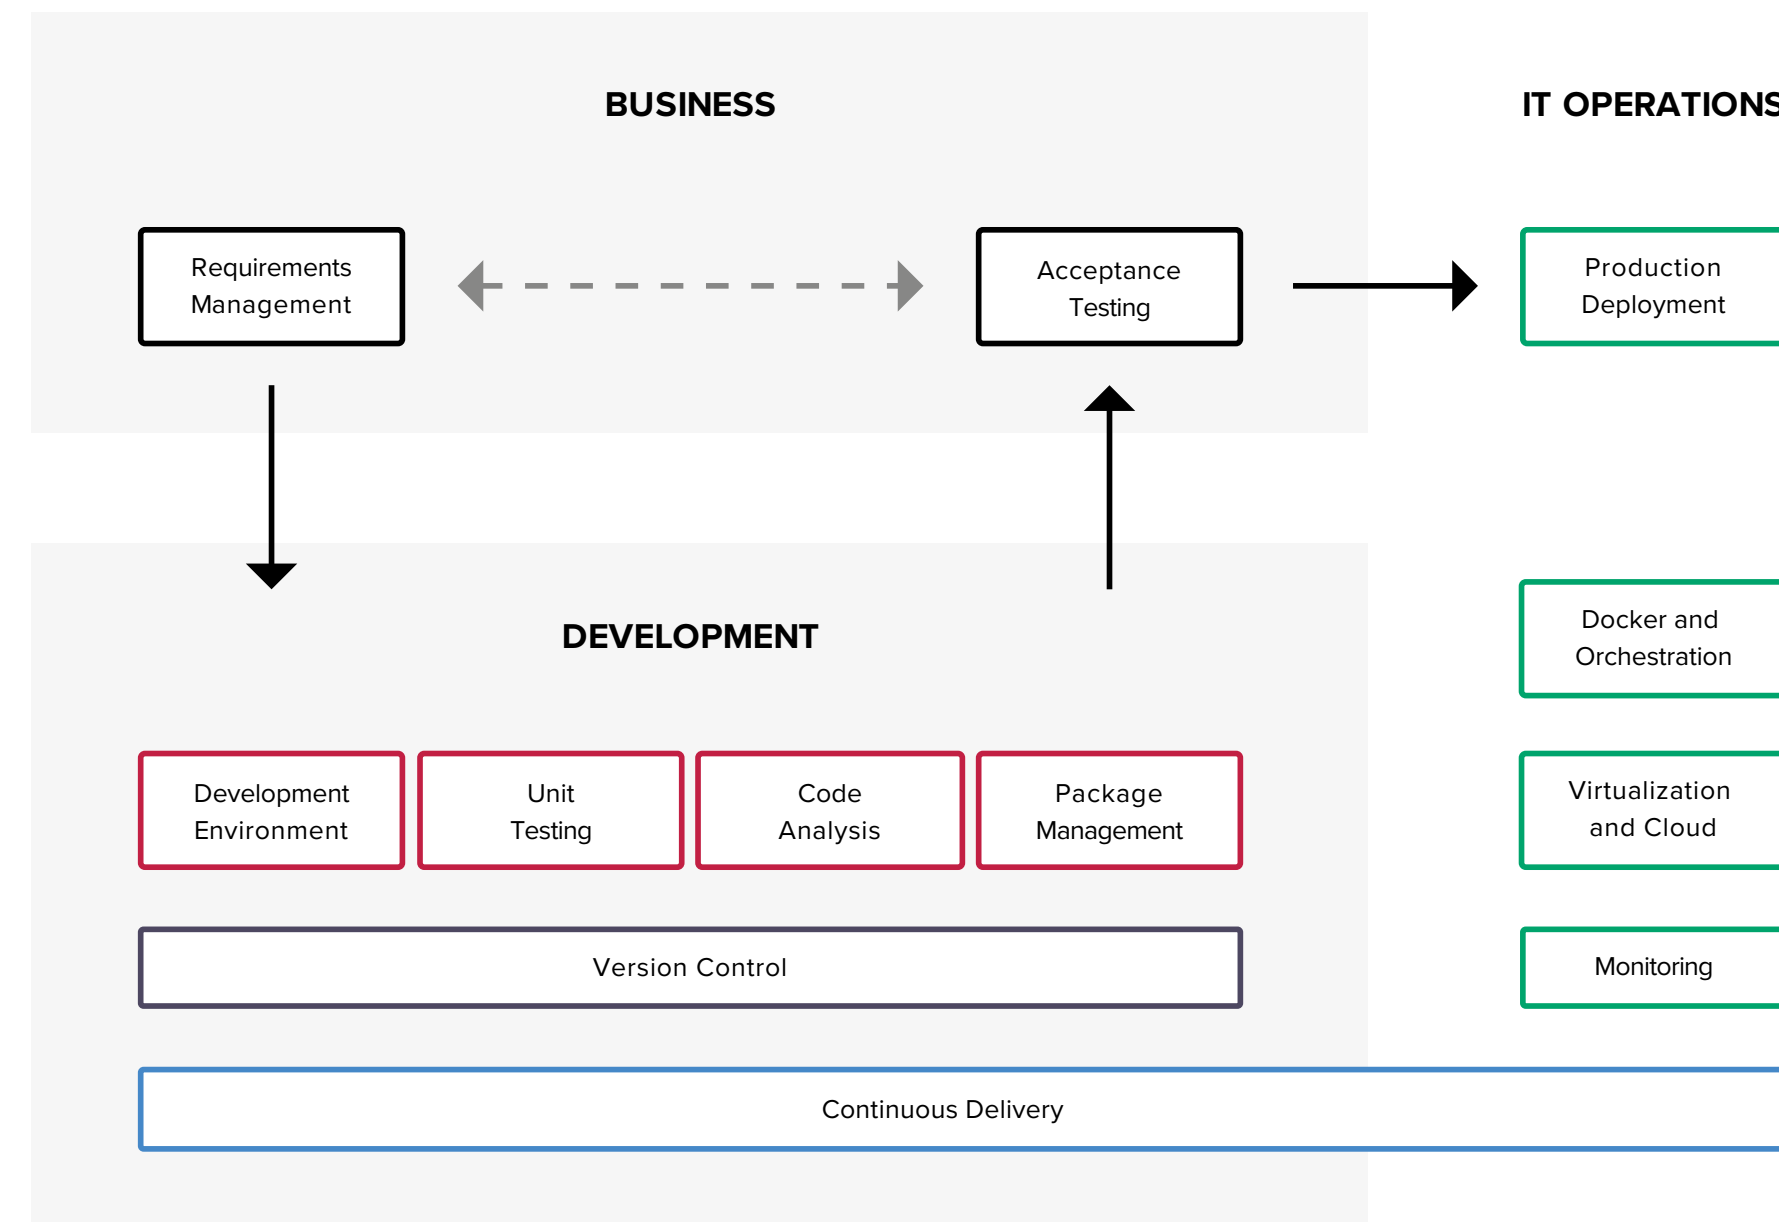 BUSINESS
IT OPERATIONS
Requirements
Management
Acceptance
Testing
Production
Deployment
DEVELOPMENT
Docker and
Orchestration
Development
Environment
Unit
Testing
Code
Analysis
Package
Management
Virtualization
and Cloud
Version Control
Monitoring
Continuous Delivery